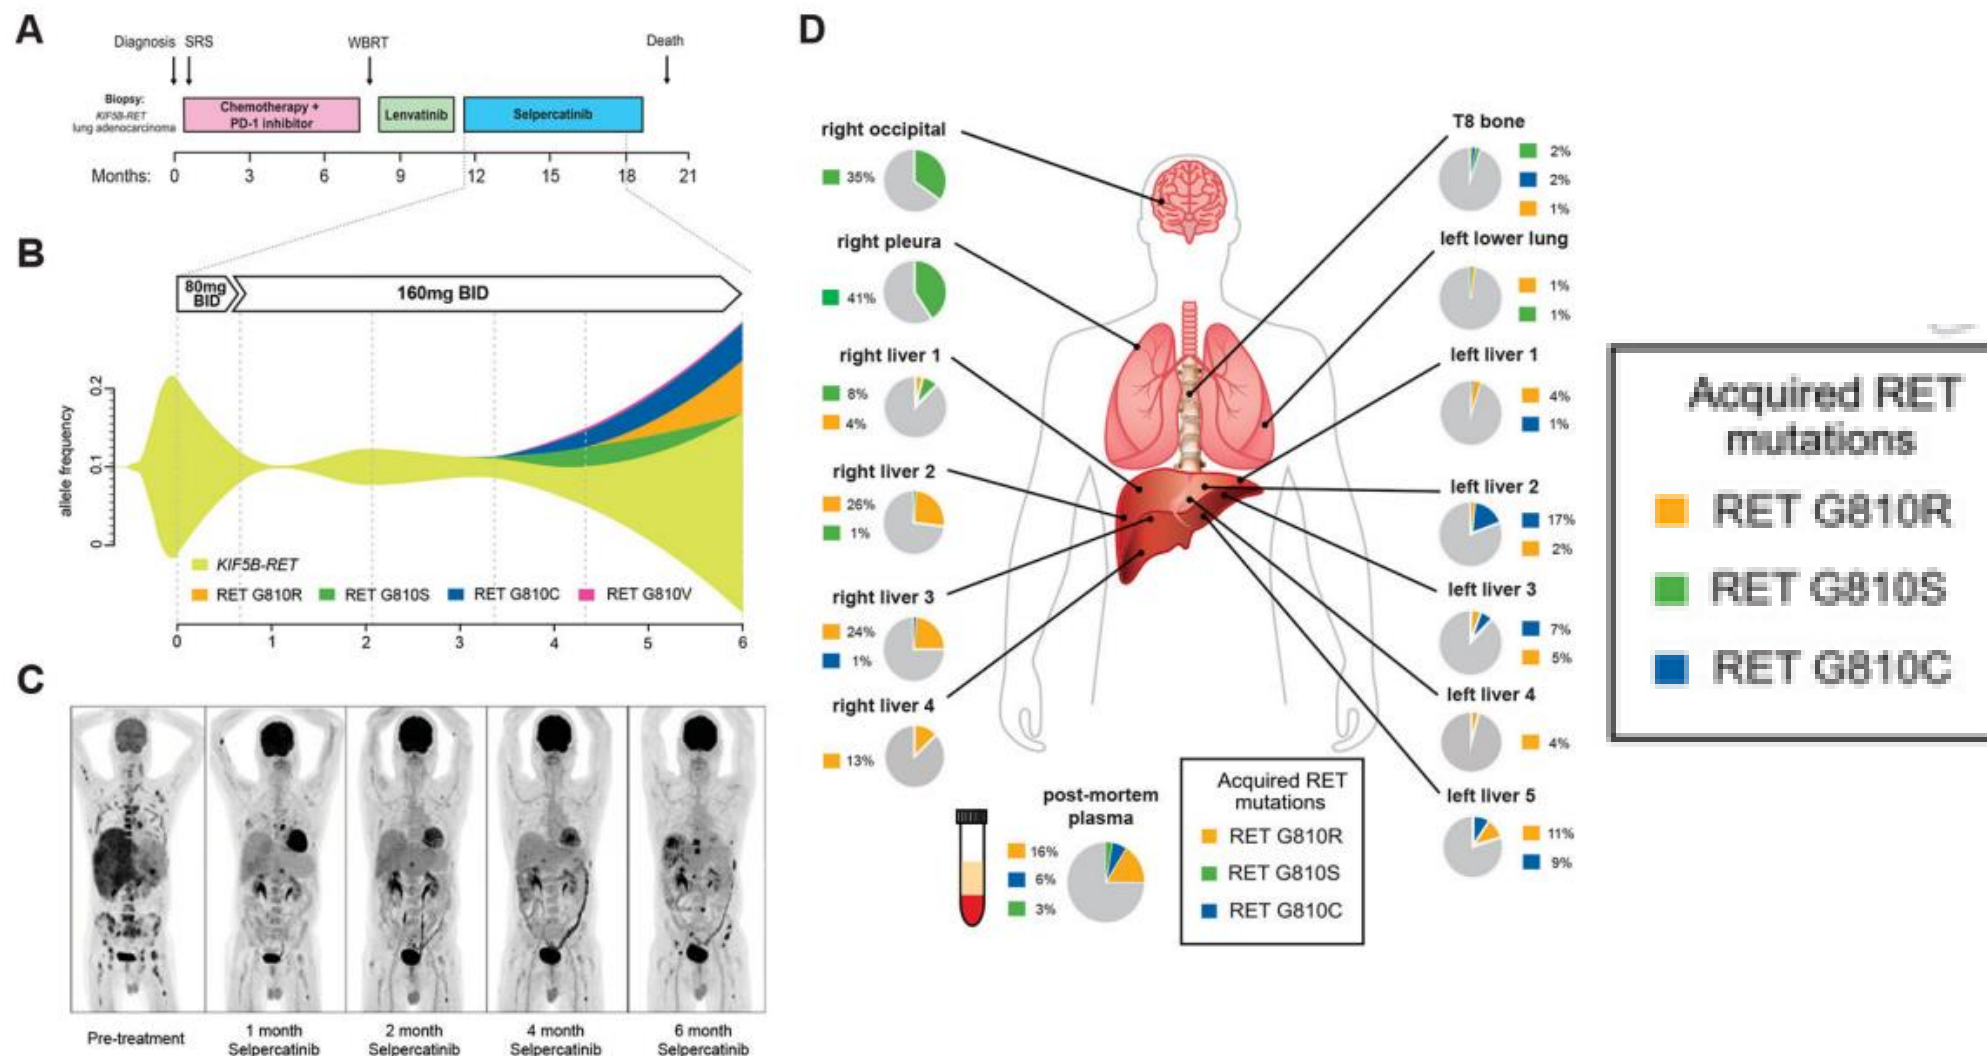 A
Diagnosis SRS
WBRT
Death
Biopsy:
KIF5B-RET
lung adenocarcinoma
Chemotherapy +
PD-1 inhibitor
Lenvatinib
Selpercatinib
Months: 0 3 6 9 12 15 18 21
B
80mg
BID
160mg BID
allele frequency
0.2
0.1
0
KIF5B-RET
RET G810R RET G810S RET G810C RET G810V
0 1 2 3 4 5 6
C
Pre-treatment
1 month
Selpercatinib
2 month
Selpercatinib
4 month
Selpercatinib
6 month
Selpercatinib
D
right occipital
35%
right pleura
41%
right liver 1
8%
4%
right liver 2
26%
1%
right liver 3
24%
1%
right liver 4
13%
T8 bone
2%
2%
1%
left lower lung
1%
1%
left liver 1
4%
1%
left liver 2
17%
2%
left liver 3
7%
5%
left liver 4
4%
left liver 5
11%
9%
post-mortem
plasma
16%
6%
3%
Acquired RET
mutations
RET G810R
RET G810S
RET G810C
Acquired RET
mutations
RET G810R
RET G810S
RET G810C